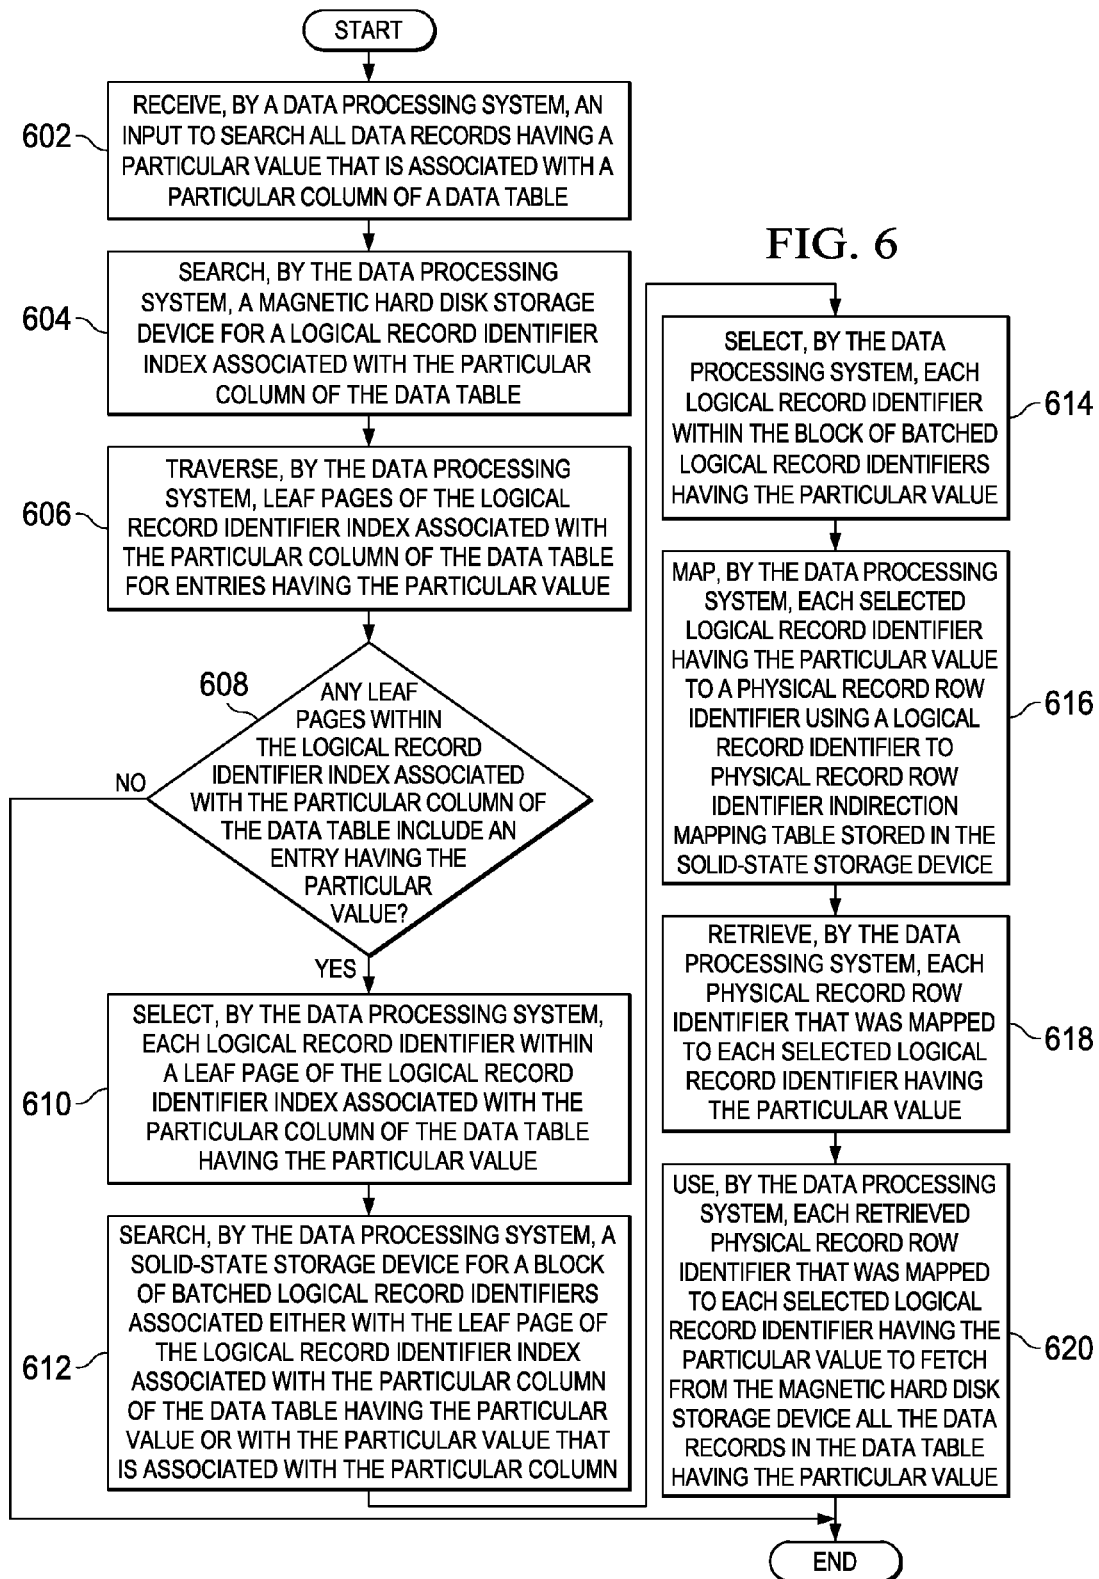 START
602
RECEIVE, BY A DATA PROCESSING SYSTEM, AN
INPUT TO SEARCH ALL DATA RECORDS HAVING A
PARTICULAR VALUE THAT IS ASSOCIATED WITH A
PARTICULAR COLUMN OF A DATA TABLE
604
SEARCH, BY THE DATA PROCESSING
SYSTEM, A MAGNETIC HARD DISK STORAGE
DEVICE FOR A LOGICAL RECORD IDENTIFIER
INDEX ASSOCIATED WITH THE PARTICULAR
COLUMN OF THE DATA TABLE
606
TRAVERSE, BY THE DATA PROCESSING
SYSTEM, LEAF PAGES OF THE LOGICAL
RECORD IDENTIFIER INDEX ASSOCIATED WITH
THE PARTICULAR COLUMN OF THE DATA TABLE
FOR ENTRIES HAVING THE PARTICULAR VALUE
608
ANY LEAF
PAGES WITHIN
THE LOGICAL RECORD
IDENTIFIER INDEX ASSOCIATED
WITH THE PARTICULAR COLUMN OF
THE DATA TABLE INCLUDE AN
ENTRY HAVING THE
PARTICULAR
VALUE?
NO
YES
610
SELECT, BY THE DATA PROCESSING SYSTEM,
EACH LOGICAL RECORD IDENTIFIER WITHIN
A LEAF PAGE OF THE LOGICAL RECORD
IDENTIFIER INDEX ASSOCIATED WITH THE
PARTICULAR COLUMN OF THE DATA TABLE
HAVING THE PARTICULAR VALUE
612
SEARCH, BY THE DATA PROCESSING SYSTEM, A
SOLID-STATE STORAGE DEVICE FOR A BLOCK
OF BATCHED LOGICAL RECORD IDENTIFIERS
ASSOCIATED EITHER WITH THE LEAF PAGE OF
THE LOGICAL RECORD IDENTIFIER INDEX
ASSOCIATED WITH THE PARTICULAR COLUMN
OF THE DATA TABLE HAVING THE PARTICULAR
VALUE OR WITH THE PARTICULAR VALUE THAT
IS ASSOCIATED WITH THE PARTICULAR COLUMN
FIG. 6
SELECT, BY THE DATA
PROCESSING SYSTEM, EACH
LOGICAL RECORD IDENTIFIER
WITHIN THE BLOCK OF BATCHED
LOGICAL RECORD IDENTIFIERS
HAVING THE PARTICULAR VALUE
614
MAP, BY THE DATA PROCESSING
SYSTEM, EACH SELECTED
LOGICAL RECORD IDENTIFIER
HAVING THE PARTICULAR VALUE
TO A PHYSICAL RECORD ROW
IDENTIFIER USING A LOGICAL
RECORD IDENTIFIER TO
PHYSICAL RECORD ROW
IDENTIFIER INDIRECTION
MAPPING TABLE STORED IN THE
SOLID-STATE STORAGE DEVICE
616
RETRIEVE, BY THE DATA
PROCESSING SYSTEM, EACH
PHYSICAL RECORD ROW
IDENTIFIER THAT WAS MAPPED
TO EACH SELECTED LOGICAL
RECORD IDENTIFIER HAVING
THE PARTICULAR VALUE
618
USE, BY THE DATA PROCESSING
SYSTEM, EACH RETRIEVED
PHYSICAL RECORD ROW
IDENTIFIER THAT WAS MAPPED
TO EACH SELECTED LOGICAL
RECORD IDENTIFIER HAVING THE
PARTICULAR VALUE TO FETCH
FROM THE MAGNETIC HARD DISK
STORAGE DEVICE ALL THE DATA
RECORDS IN THE DATA TABLE
HAVING THE PARTICULAR VALUE
620
END